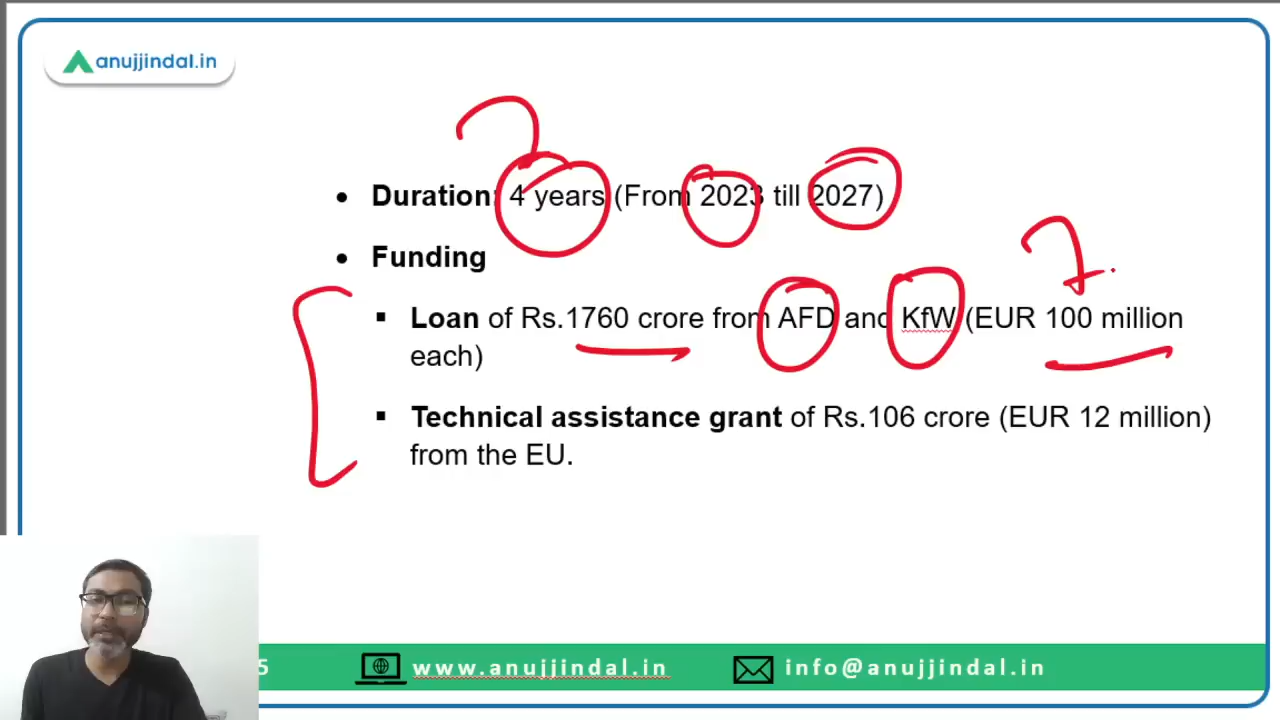 anujjindal.in
• Duration: 4 years (From 2023 till 2027)
• Funding
▪ Loan of Rs.1760 crore from AFD and KfW (EUR 100 million
each)
▪ Technical assistance grant of Rs.106 crore (EUR 12 million)
from the EU.
5 www.anujjindal.in info@anujjindal.in